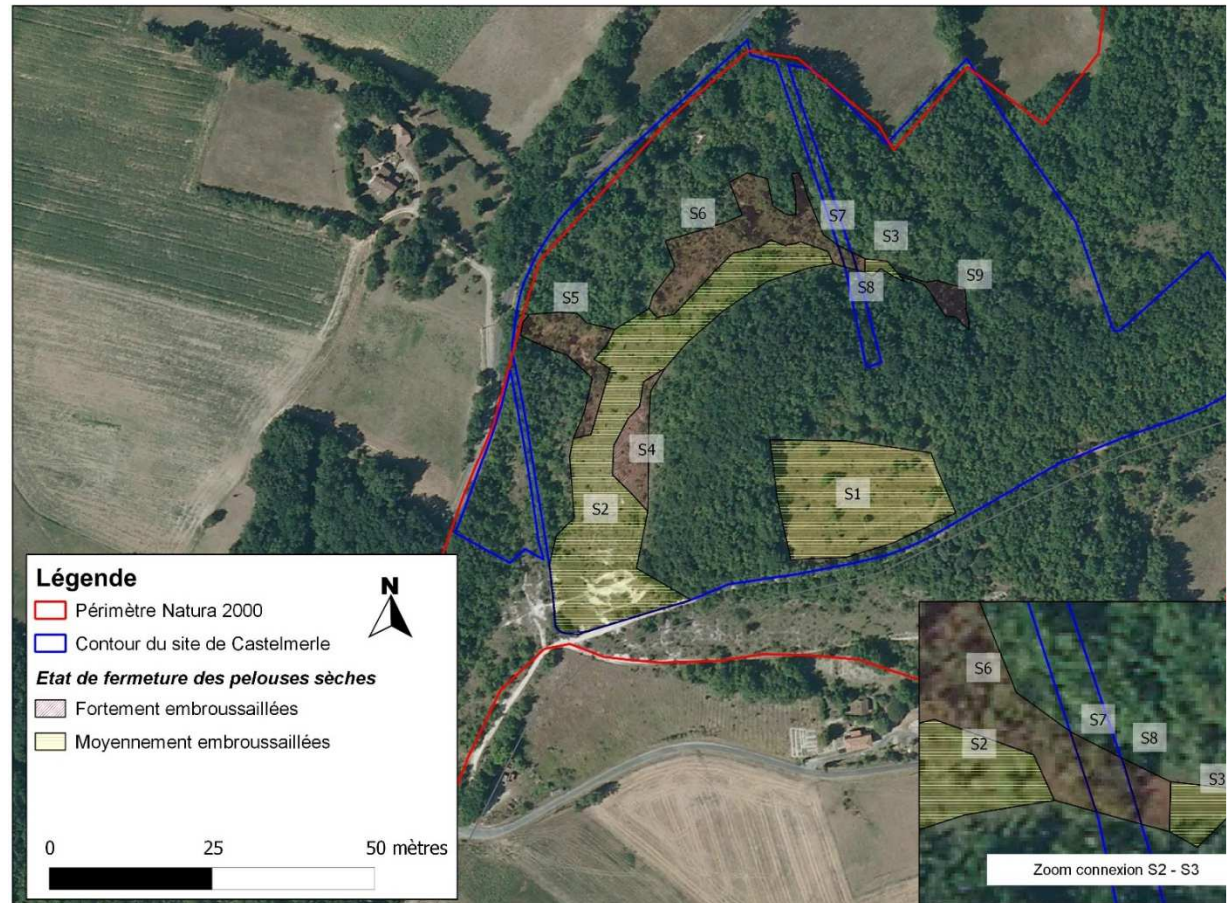 S6
S7
S3
S9
S8
S5
S4
S1
S2
Légende
N
Périmètre Natura 2000
Contour du site de Castelmerle
Etat de fermeture des pelouses sèches
Fortement embroussaillées
Moyennement embroussaillées
0 25 50 mètres
S6
S7
S8
S2
S3
Zoom connexion S2 - S3